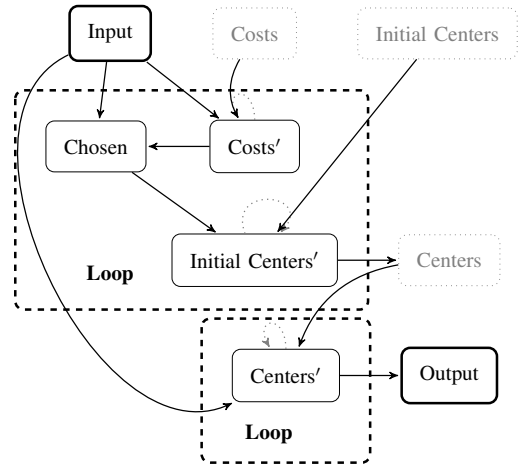 Input
Costs
Initial Centers
Chosen
Costs′
Initial Centers′
Loop
Centers
Centers′
Output
Loop